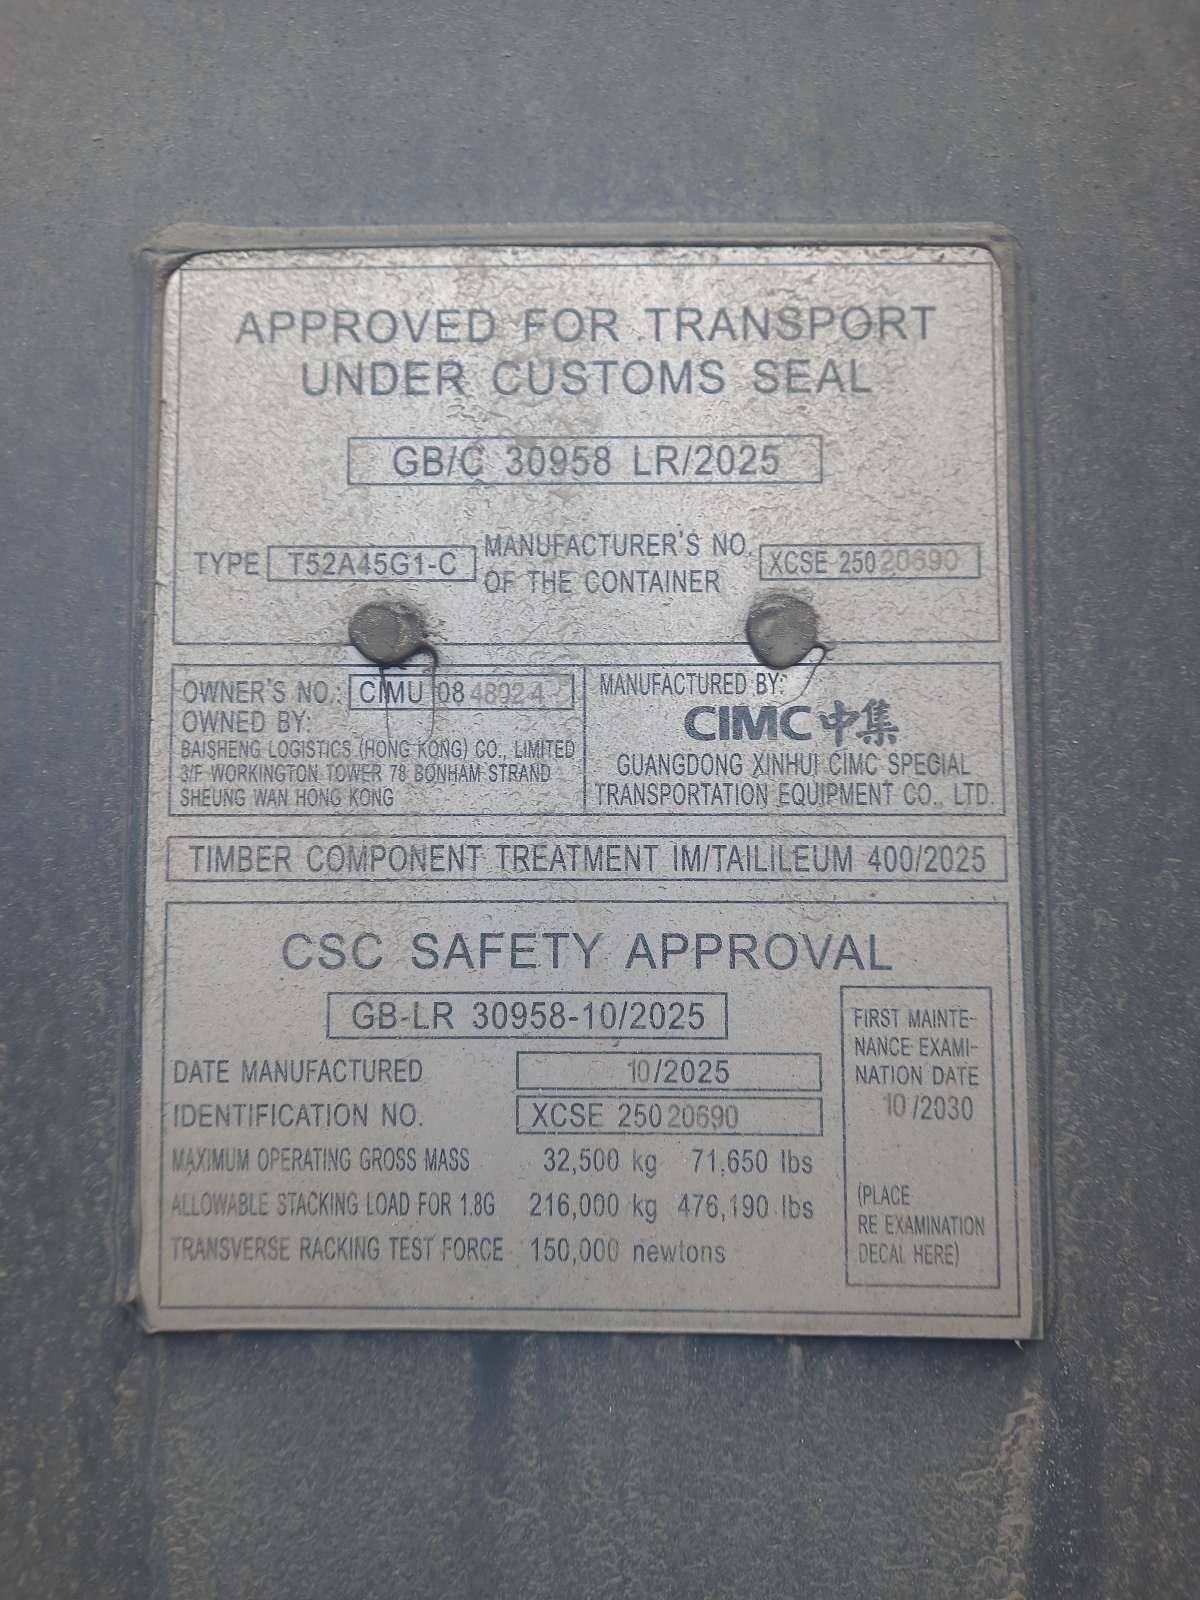 APPROVED FOR TRANSPORT
UNDER CUSTOMS SEAL
GB/C 30958 LR/2025
TYPE T52A45G1-C MANUFACTURER'S NO. OF THE CONTAINER XCSE 250 20690
OWNER'S NO.: CIMU 08 48924
OWNED BY:
BAISHENG LOGISTICS (HONG KONG) CO., LIMITED
3/F WORKINGTON TOWER 78 BONHAM STRAND
SHEUNG WAN HONG KONG
MANUFACTURED BY:
CIMC中集
GUANGDONG XINHUI CIMC SPECIAL
TRANSPORTATION EQUIPMENT CO., LTD.
TIMBER COMPONENT TREATMENT IM/TAILILEUM 400/2025
CSC SAFETY APPROVAL
GB-LR 30958-10/2025
DATE MANUFACTURED 10/2025
IDENTIFICATION NO. XCSE 250 20690
MAXIMUM OPERATING GROSS MASS 32,500 kg 71,650 lbs
ALLOWABLE STACKING LOAD FOR 1.8G 216,000 kg 476,190 lbs
TRANSVERSE RACKING TEST FORCE 150,000 newtons
FIRST MAINTE-
NANCE EXAMI-
NATION DATE
10/2030
(PLACE
RE EXAMINATION
DECAL HERE)